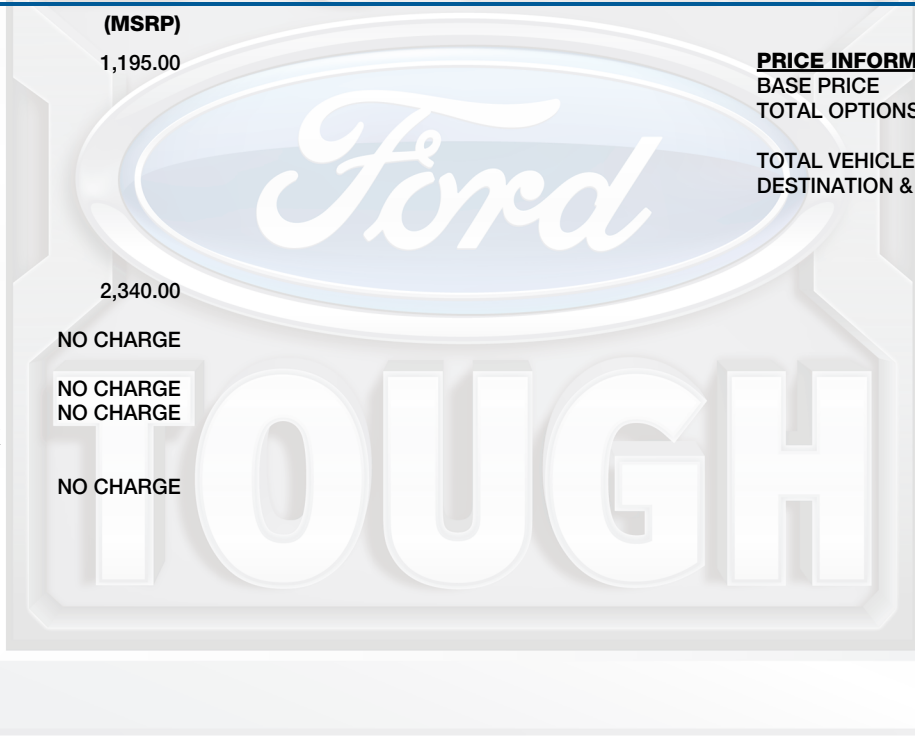 (MSRP)
1,195.00
2,340.00
NO CHARGE
NO CHARGE
NO CHARGE
NO CHARGE
PRICE INFORM
BASE PRICE
TOTAL OPTIONS
TOTAL VEHICLE
DESTINATION &
Ford
TOUGH